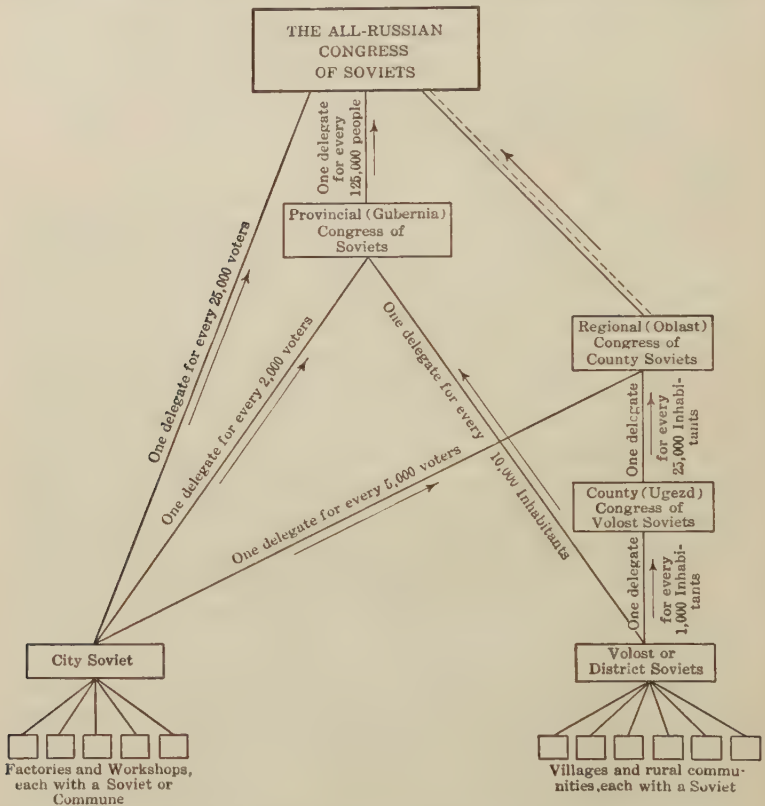 THE ALL-RUSSIAN
CONGRESS
OF SOVIETS
One delegate
for every
125,000 people
Provincial (Gubernia)
Congress of
Soviets
One delegate for every 25,000 voters
One delegate for every 2,000 voters
One delegate for every 10,000 Inhabitants
One delegate for every 5,000 voters
Regional (Oblast)
Congress of
County Soviets
One delegate
for every
25,000 Inhabi-
tants
County (Ugezd)
Congress of
Volost Soviets
One delegate
for every
1,000 Inhabi-
tants
City Soviet
Volost or
District Soviets
Factories and Workshops,
each with a Soviet or
Commune
Villages and rural commu-
nities, each with a Soviet